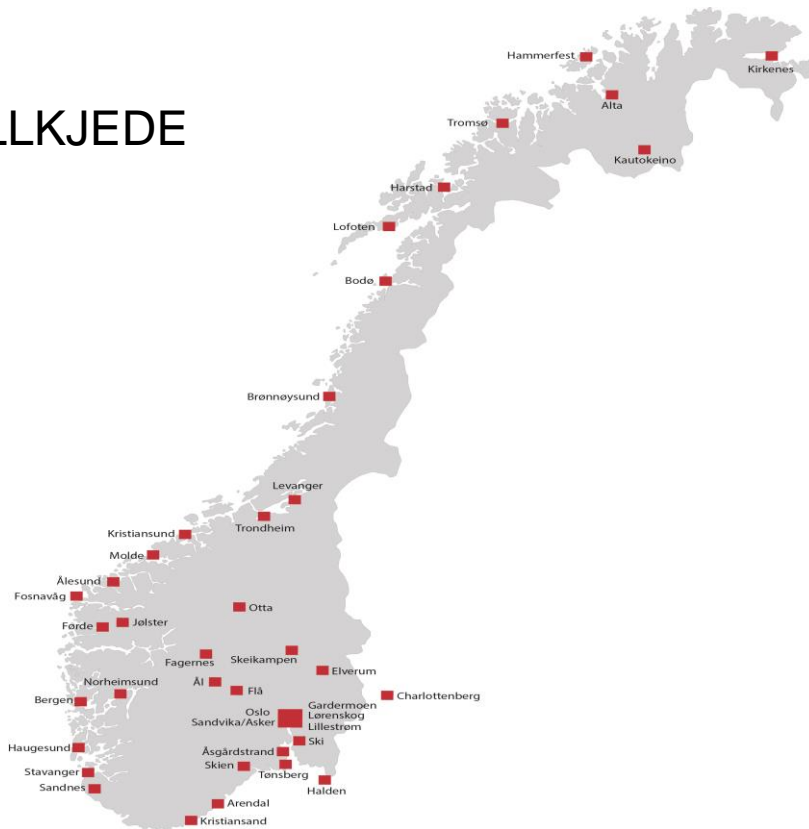 LLKJEDE
Hammerfest
Kirkenes
Alta
Tromsø
Kautokeino
Harstad
Lofoten
Bodø
Brønnøysund
Levanger
Trondheim
Kristiansund
Molde
Ålesund
Fosnavåg
Otta
Jølster
Førde
Skeikampen
Fagernes
Elverum
Ål
Norheimsund
Flå
Charlottenberg
Bergen
Gardermoen
Oslo
Lørenskog
Sandvika/Asker
Lillestrøm
Ski
Haugesund
Åsgårdstrand
Skien
Tønsberg
Stavanger
Halden
Sandnes
Arendal
Kristiansand